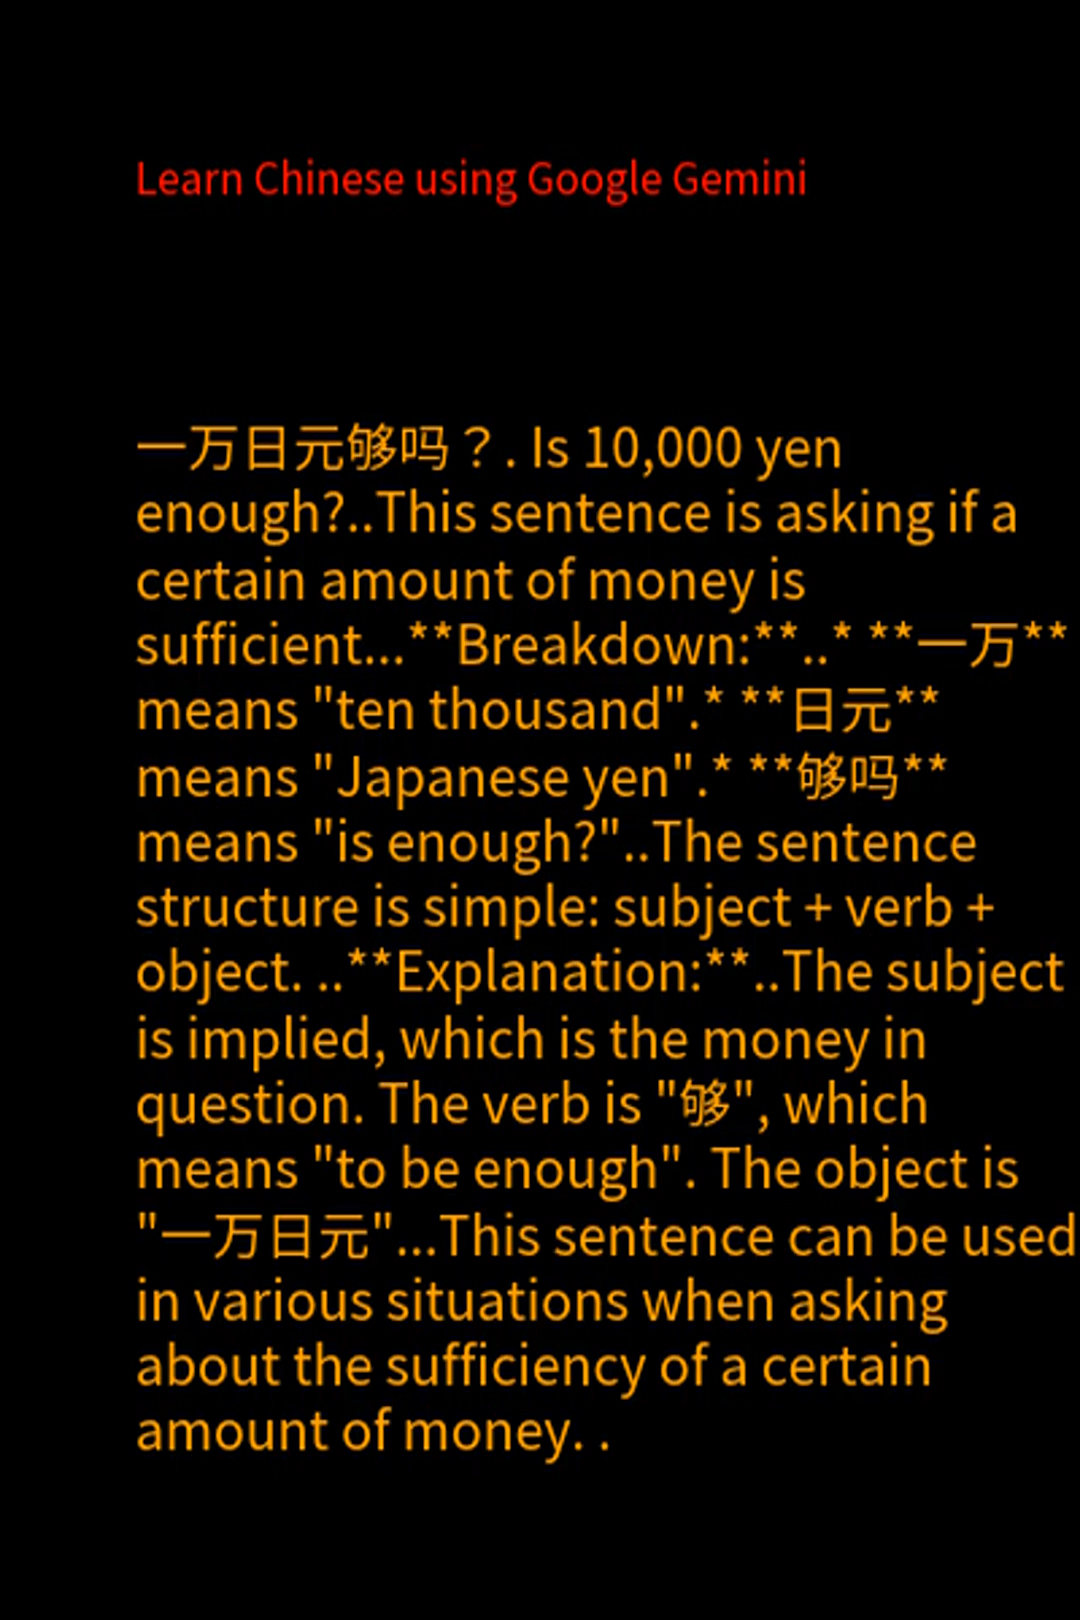 Learn Chinese using Google Gemini
一万日元够吗？. Is 10,000 yen
enough?..This sentence is asking if a
certain amount of money is
sufficient...**Breakdown:**..* **一万**
means "ten thousand".* **日元**
means "Japanese yen".* **够吗**
means "is enough?"..The sentence
structure is simple: subject + verb +
object. ..**Explanation:**..The subject
is implied, which is the money in
question. The verb is "够", which
means "to be enough". The object is
"一万日元"...This sentence can be used
in various situations when asking
about the sufficiency of a certain
amount of money. .